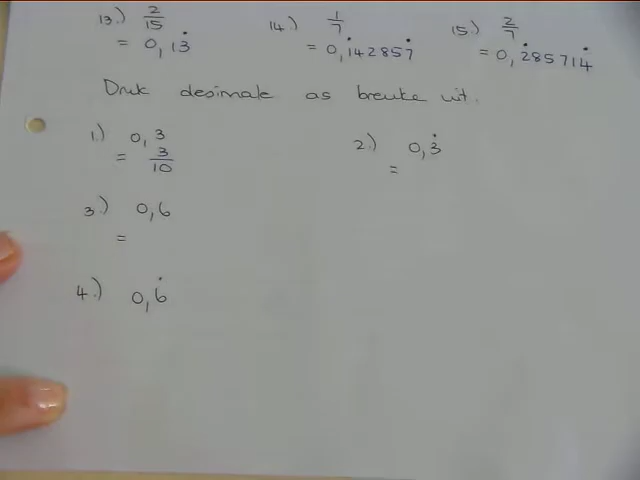 13.) 2/15 14.) 1/7 15.) 2/7
= 0,13̇ = 0,1̇42857̇ = 0,2̇85714̇
Druk desimale as breuke uit.
1.) 0,3 2.) 0,3̇
= 3/10 =
3.) 0,6
=
4.) 0,6̇